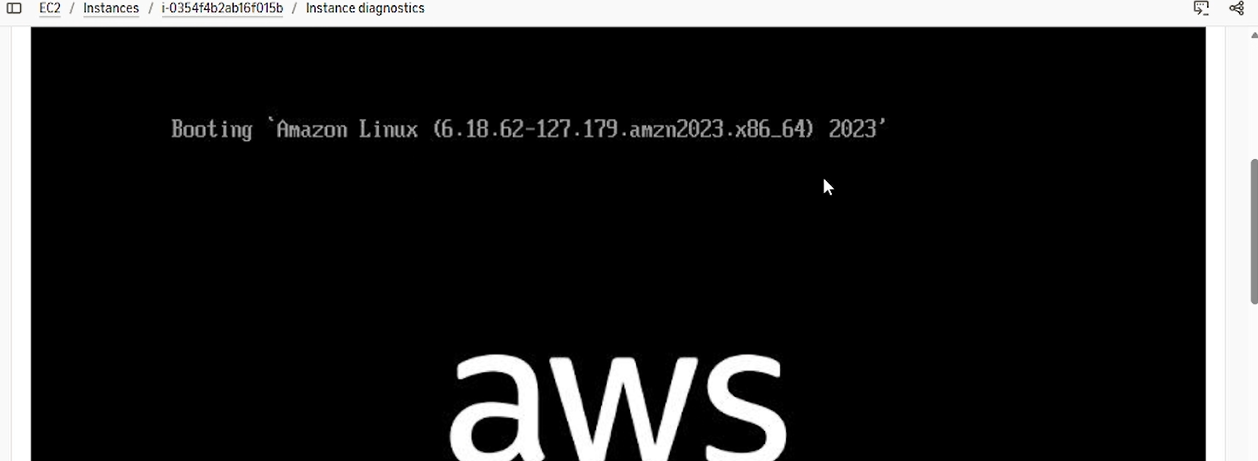 EC2 / Instances / i-0354f4b2ab16f015b / Instance diagnostics
Booting `Amazon Linux (6.18.62-127.179.amzn2023.x86_64) 2023’
aws